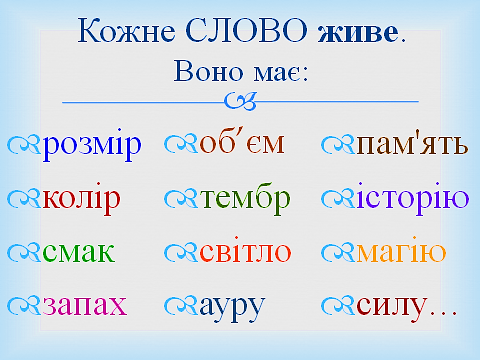 Кожне СЛОВО живе.
Воно має:
розмір об′єм пам'ять
колір тембр історію
смак світло магію
запах ауру силу…